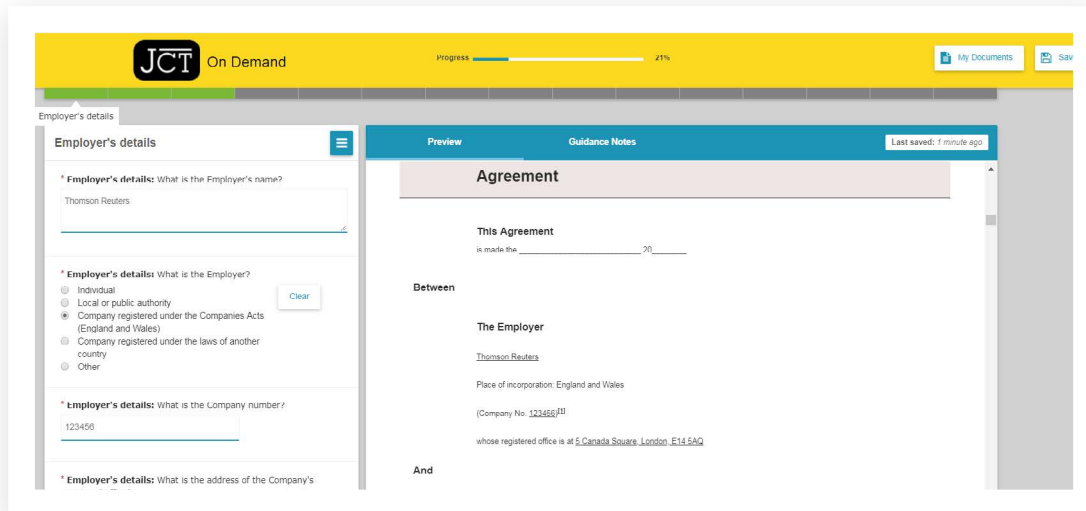 JCT On Demand
Progress 21%
My Documents
Sav
Employer's details
Employer's details
Preview
Guidance Notes
Last saved: 1 minute ago
* Employer's details: What is the Employer's name?
Thomson Reuters
* Employer's details: What is the Employer?
Individual
Local or public authority
Company registered under the Companies Acts
(England and Wales)
Company registered under the laws of another
country
Other
Clear
* Employer's details: What is the Company number?
123456
* Employer's details: What is the address of the Company's
Agreement
This Agreement
is made the ______________________ 20______
Between
The Employer
Thomson Reuters
Place of incorporation: England and Wales
(Company No. 123456)[1]
whose registered office is at 5 Canada Square, London, E14 5AQ
And